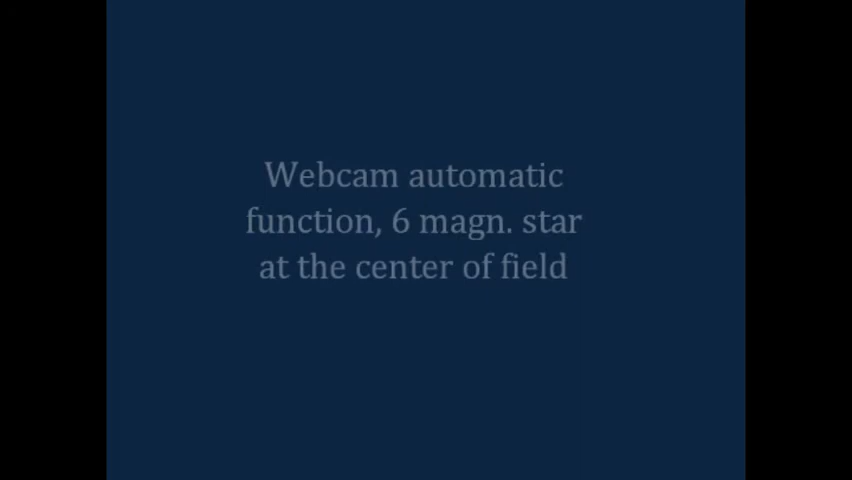 Webcam automatic
function, 6 magn. star
at the center of field